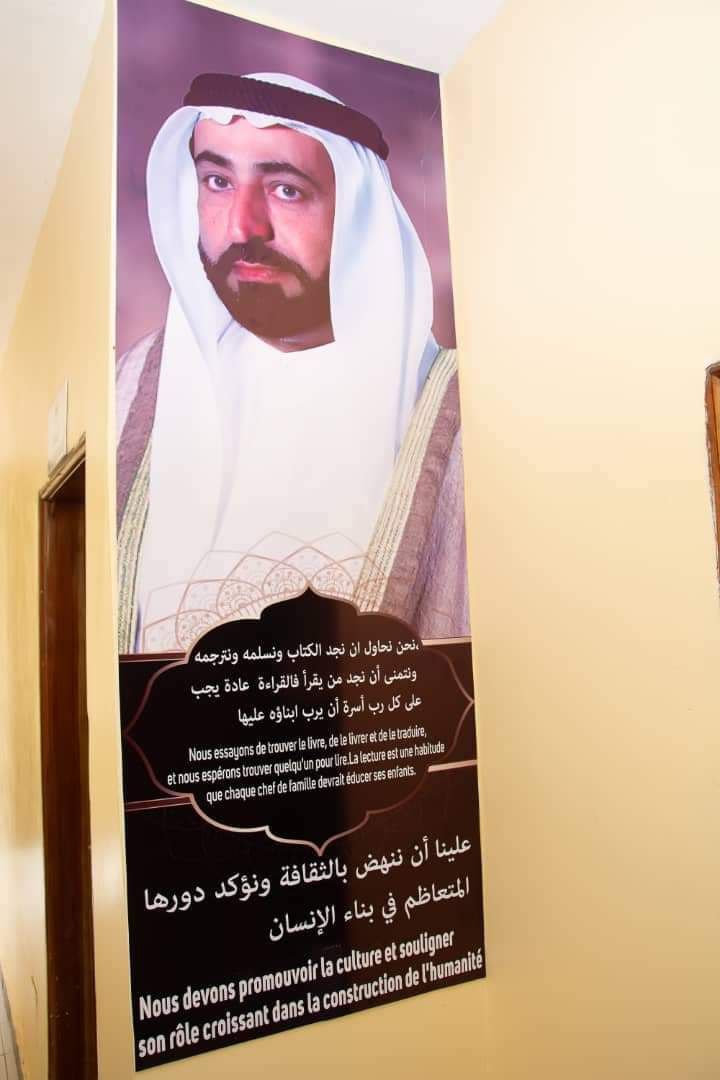 نحن نحاول ان نجد الكتاب ونسلمه ونترجمه،
ونتمنى أن نجد من يقرأ فالقراءة عادة يجب
على كل رب أسرة أن يرب ابناؤه عليها
Nous essayons de trouver le livre, de le livrer et de le traduire,
et nous espérons trouver quelqu'un pour lire.La lecture est une habitude
que chaque chef de famille devrait éducer ses enfants.
علينا أن ننهض بالثقافة ونؤكد دورها
المتعاظم في بناء الإنسان
Nous devons promouvoir la culture et souligner
son rôle croissant dans la construction de l'humanité